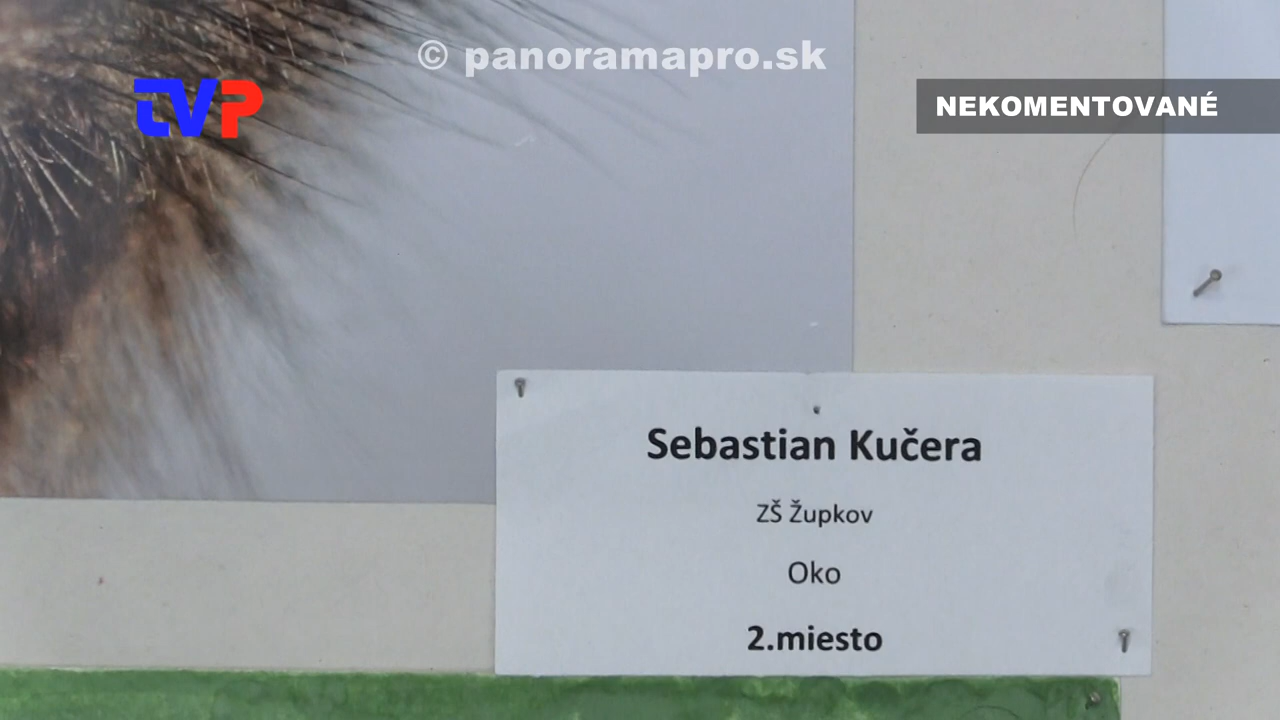 © panoramapro.sk
TVP
NEKOMENTOVANÉ
Sebastian Kučera
ZŠ Župkov
Oko
2.miesto